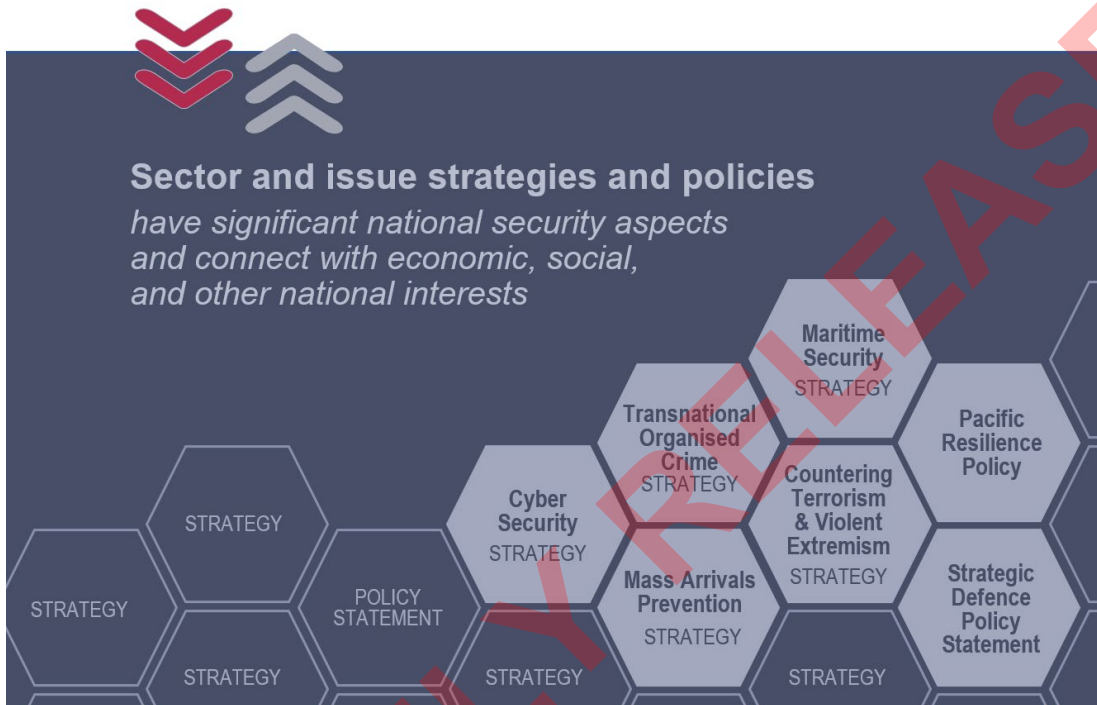 Sector and issue strategies and policies
have significant national security aspects
and connect with economic, social,
and other national interests
Maritime
Security
STRATEGY
Transnational
Organised
Crime
STRATEGY
Pacific
Resilience
Policy
Cyber
Security
STRATEGY
Countering
Terrorism
& Violent
Extremism
STRATEGY
STRATEGY
Mass Arrivals
Prevention
STRATEGY
Strategic
Defence
Policy
Statement
STRATEGY
POLICY
STATEMENT
STRATEGY
STRATEGY
STRATEGY
LY RELEASE